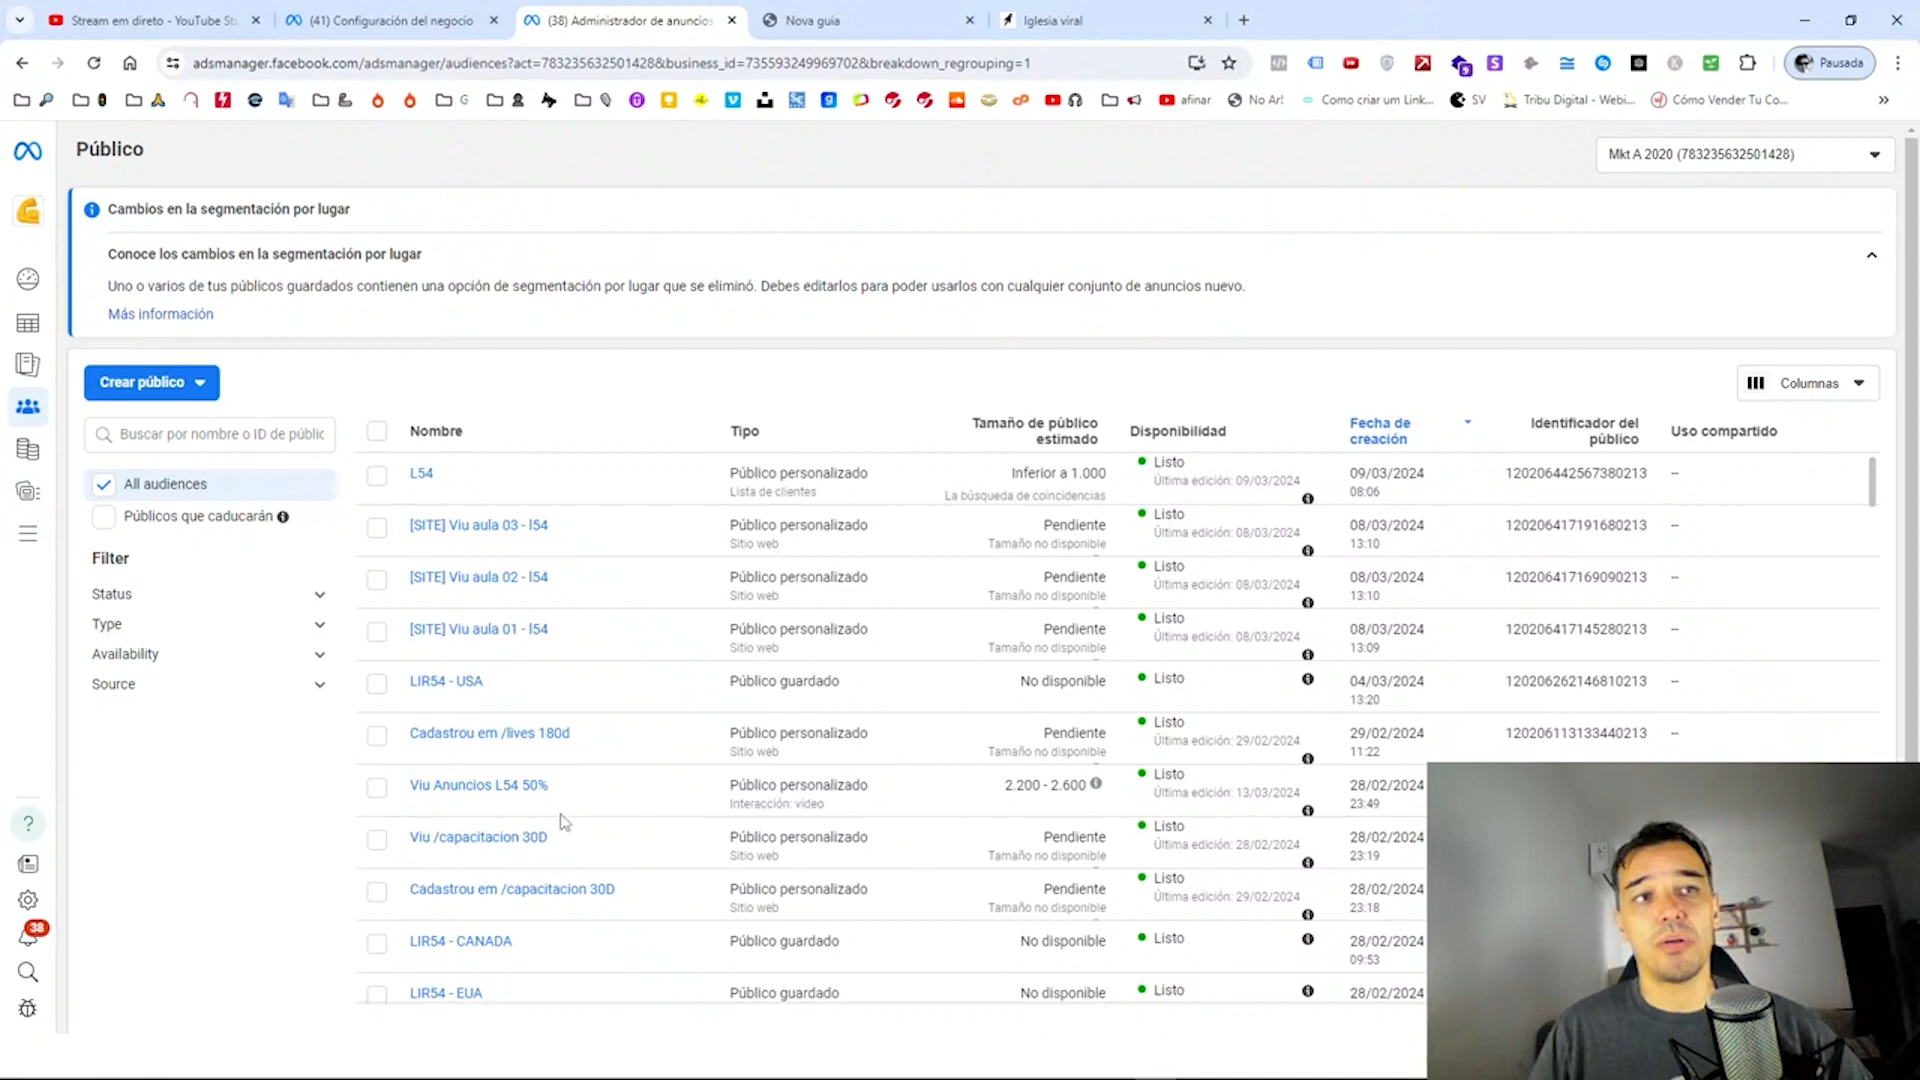 Stream em direto - YouTube St
(41) Configuración del negocio
(38) Administrador de anuncios
Nova guia
Iglesia viral
adsmanager.facebook.com/adsmanager/audiences?act=783235632501428&business_id=735593249969702&breakdown_regrouping=1
Pausada
G
afinar
No Ar!
Como criar um Link...
SV
Tribu Digital - Webi...
Cómo Vender Tu Co...
Público
Mkt A 2020 (783235632501428)
Cambios en la segmentación por lugar
Conoce los cambios en la segmentación por lugar
Uno o varios de tus públicos guardados contienen una opción de segmentación por lugar que se eliminó. Debes editarlos para poder usarlos con cualquier conjunto de anuncios nuevo.
Más información
Crear público
Columnas
Buscar por nombre o ID de públic
All audiences
Públicos que caducarán
Filter
Status
Type
Availability
Source
38
Nombre
Tipo
Tamaño de público estimado
Disponibilidad
Fecha de creación
Identificador del público
Uso compartido
L54
Público personalizado
Lista de clientes
Inferior a 1.000
La búsqueda de coincidencias
Listo
Última edición: 09/03/2024
09/03/2024
08:06
120206442567380213
--
[SITE] Viu aula 03 - l54
Público personalizado
Sitio web
Pendiente
Tamaño no disponible
Listo
Última edición: 08/03/2024
08/03/2024
13:10
120206417191680213
--
[SITE] Viu aula 02 - l54
Público personalizado
Sitio web
Pendiente
Tamaño no disponible
Listo
Última edición: 08/03/2024
08/03/2024
13:10
120206417169090213
--
[SITE] Viu aula 01 - l54
Público personalizado
Sitio web
Pendiente
Tamaño no disponible
Listo
Última edición: 08/03/2024
08/03/2024
13:09
120206417145280213
--
LIR54 - USA
Público guardado
No disponible
Listo
04/03/2024
13:20
120206262146810213
--
Cadastrou em /lives 180d
Público personalizado
Sitio web
Pendiente
Tamaño no disponible
Listo
Última edición: 29/02/2024
29/02/2024
11:22
120206113133440213
--
Viu Anuncios L54 50%
Público personalizado
Interacción: video
2.200 - 2.600
Listo
Última edición: 13/03/2024
28/02/2024
23:49
Viu /capacitacion 30D
Público personalizado
Sitio web
Pendiente
Tamaño no disponible
Listo
Última edición: 28/02/2024
28/02/2024
23:19
Cadastrou em /capacitacion 30D
Público personalizado
Sitio web
Pendiente
Tamaño no disponible
Listo
Última edición: 29/02/2024
28/02/2024
23:18
LIR54 - CANADA
Público guardado
No disponible
Listo
28/02/2024
09:53
LIR54 - EUA
Público guardado
No disponible
Listo
28/02/2024